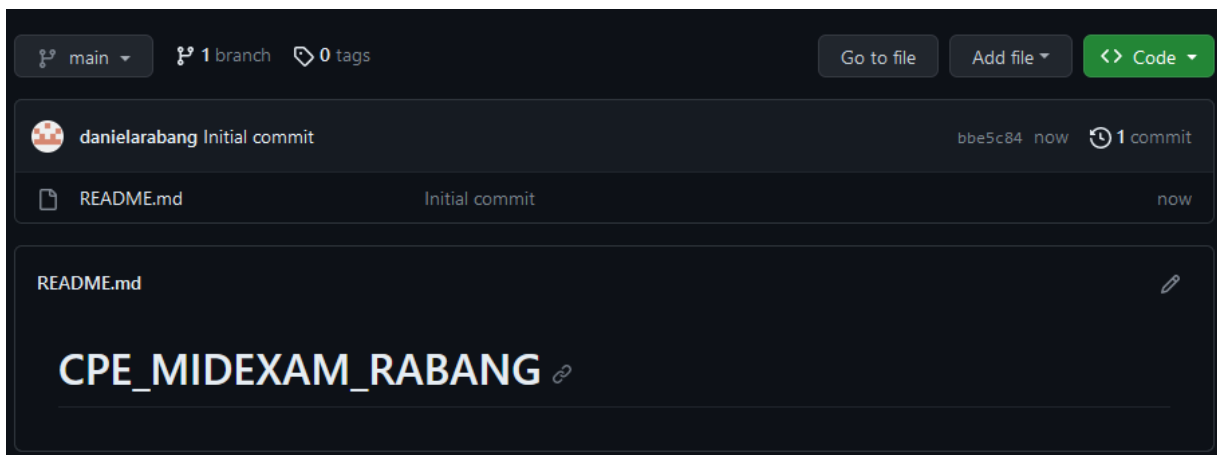 main 1 branch 0 tags Go to file Add file Code
danielarabang Initial commit bbe5c84 now 1 commit
README.md Initial commit now
README.md
CPE_MIDEXAM_RABANG